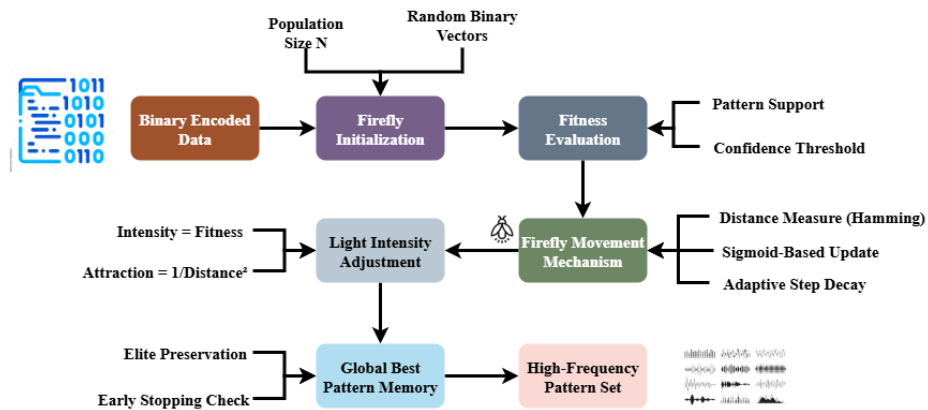 Population
Size N
Random Binary
Vectors
1011
1010
0101
000
0110
Binary Encoded
Data
Firefly
Initialization
Fitness
Evaluation
Pattern Support
Confidence Threshold
Intensity = Fitness
Attraction = 1/Distance²
Light Intensity
Adjustment
Firefly Movement
Mechanism
Distance Measure (Hamming)
Sigmoid-Based Update
Adaptive Step Decay
Elite Preservation
Early Stopping Check
Global Best
Pattern Memory
High-Frequency
Pattern Set